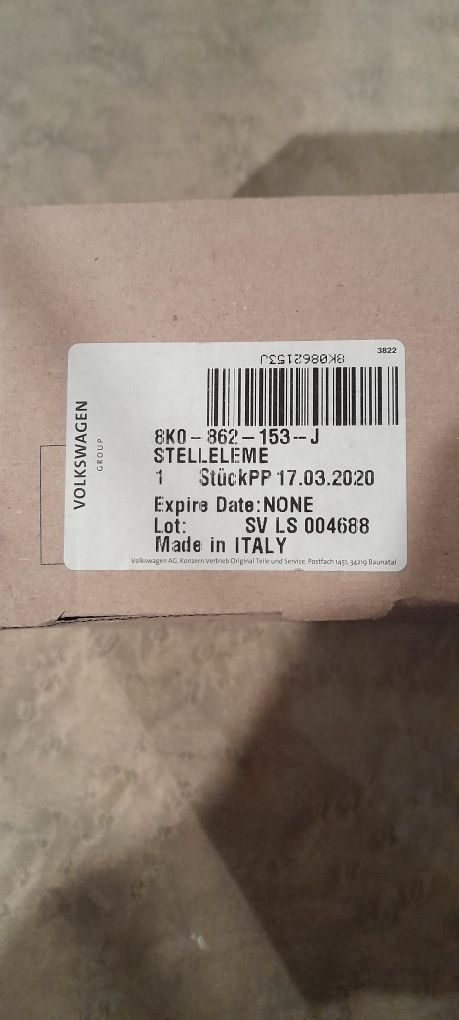 3822
8K0862153J
8K0-862-153-J
STELLELEME
1 StückPP 17.03.2020
Expire Date:NONE
Lot: SV LS 004688
Made in ITALY
Volkswagen AG, Konzern Vertrieb Original Teile und Service, Postfach 1451, 34219 Baunatal
VOLKSWAGEN
GROUP